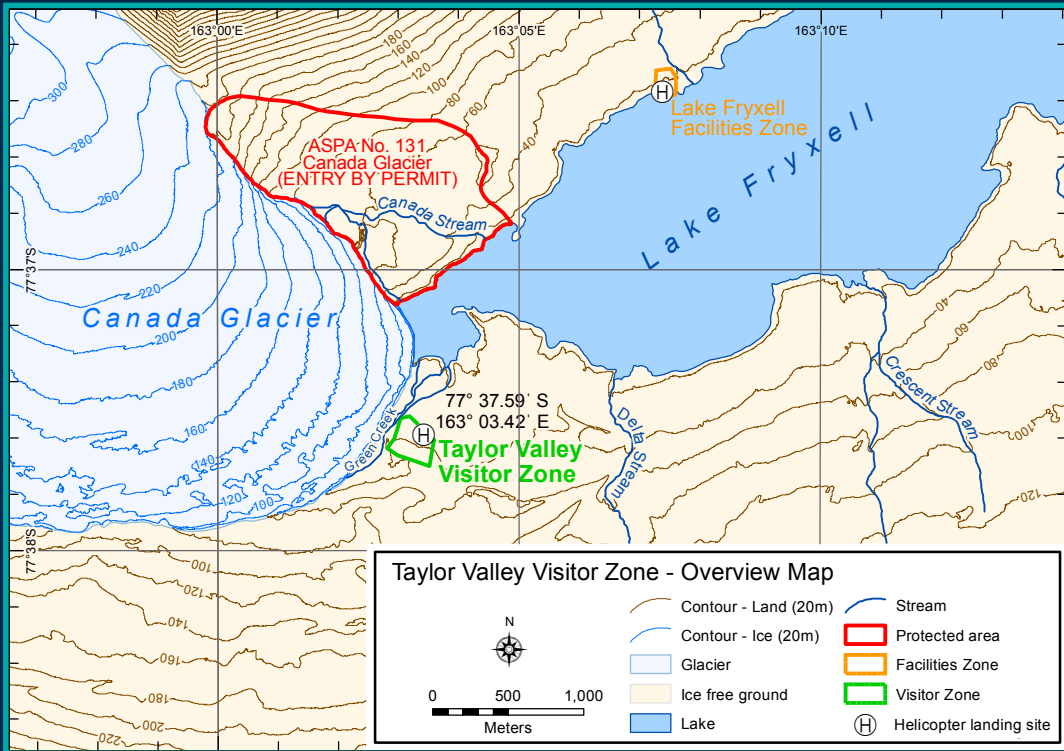 163°00'E
163°05'E
163°10'E
180
160
140
120
100
80
60
40
300
280
260
240
220
200
180
160
140
120
100
ASPA No. 131
Canada Glacier
(ENTRY BY PERMIT)
Canada Stream
H
Lake Fryxell
Facilities Zone
Lake Fryxell
77°37'S
Canada Glacier
40
60
80
100
120
Crescent Stream
Delta Stream
Green Creek
77° 37.59' S
163° 03.42' E
H
Taylor Valley
Visitor Zone
77°38'S
100
120
140
160
180
200
220
Taylor Valley Visitor Zone - Overview Map
N
0 500 1,000
Meters
Contour - Land (20m)
Contour - Ice (20m)
Glacier
Ice free ground
Lake
Stream
Protected area
Facilities Zone
Visitor Zone
H Helicopter landing site